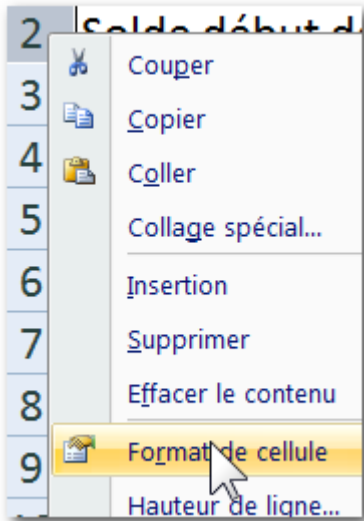 2 Solde début d
Couper
3
Copier
4 Coller
5 Collage spécial...
6 Insertion
7 Supprimer
8 Effacer le contenu
9 Format de cellule
Hauteur de ligne...